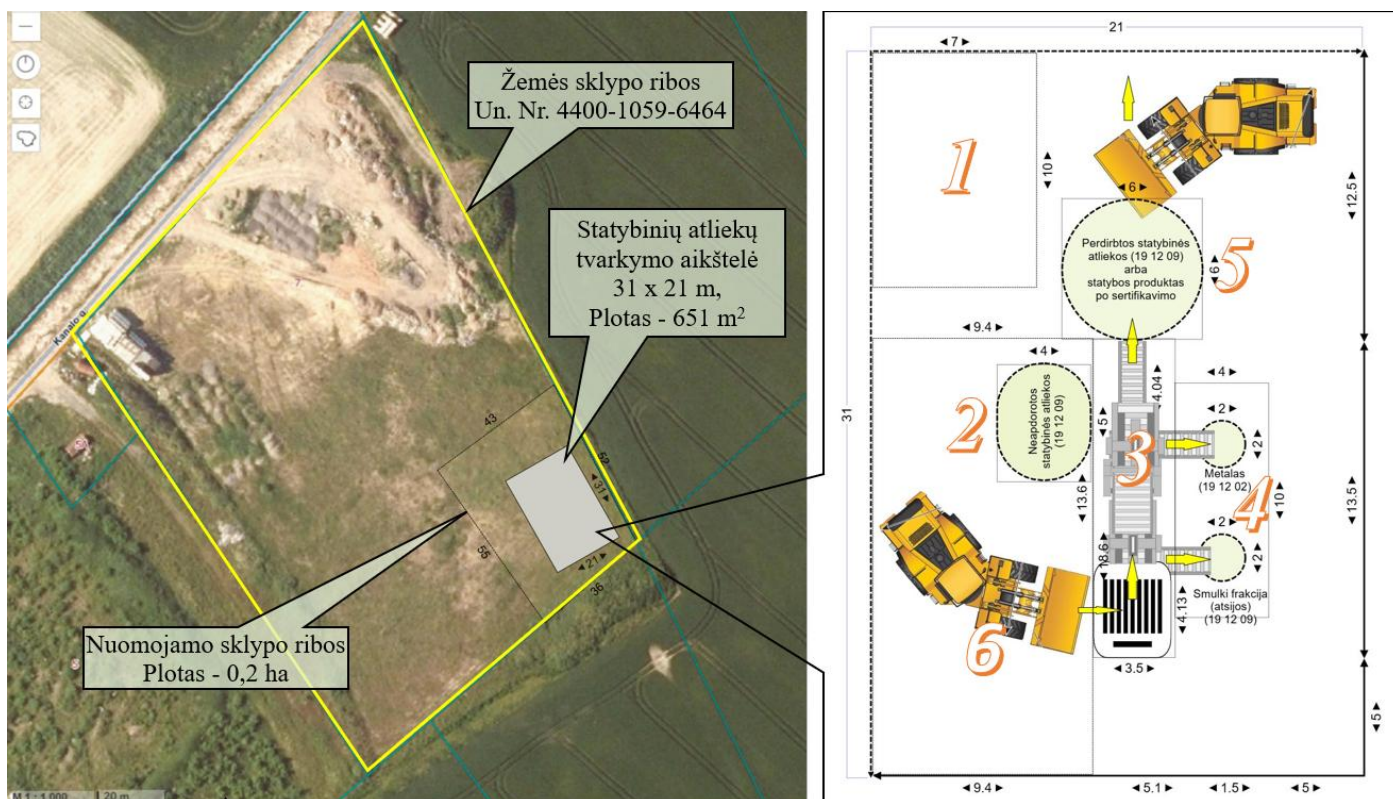 Žemės sklypo ribos
Un. Nr. 4400-1059-6464
Statybinių atliekų
tvarkymo aikštelė
31 x 21 m,
Plotas - 651 m²
Kanalo g.
43
52
◄31►
55
◄21►
36
Nuomojamo sklypo ribos
Plotas - 0,2 ha
M 1 : 1 009
20 m
21
◄7►
1
◄10►
◄12.5►
◄6►
Perdirbtos statybinės
atliekos (19 12 09)
arba
statybos produktas
po sertifikavimo
◄6►
5
◄9.4►
31
◄4►
2
Neapdorotos
statybinės atliekos
(19 12 09)
◄5►
◄13.6►
◄4.04►
3
◄4►
◄2►
◄2►
Metalas
(19 12 02)
4
◄10►
◄13.5►
◄18.6►
◄2►
◄2►
Smulki frakcija
(atsijos)
(19 12 09)
◄4.13►
6
◄3.5►
◄5►
◄9.4►
◄5.1►
◄1.5►
◄5►